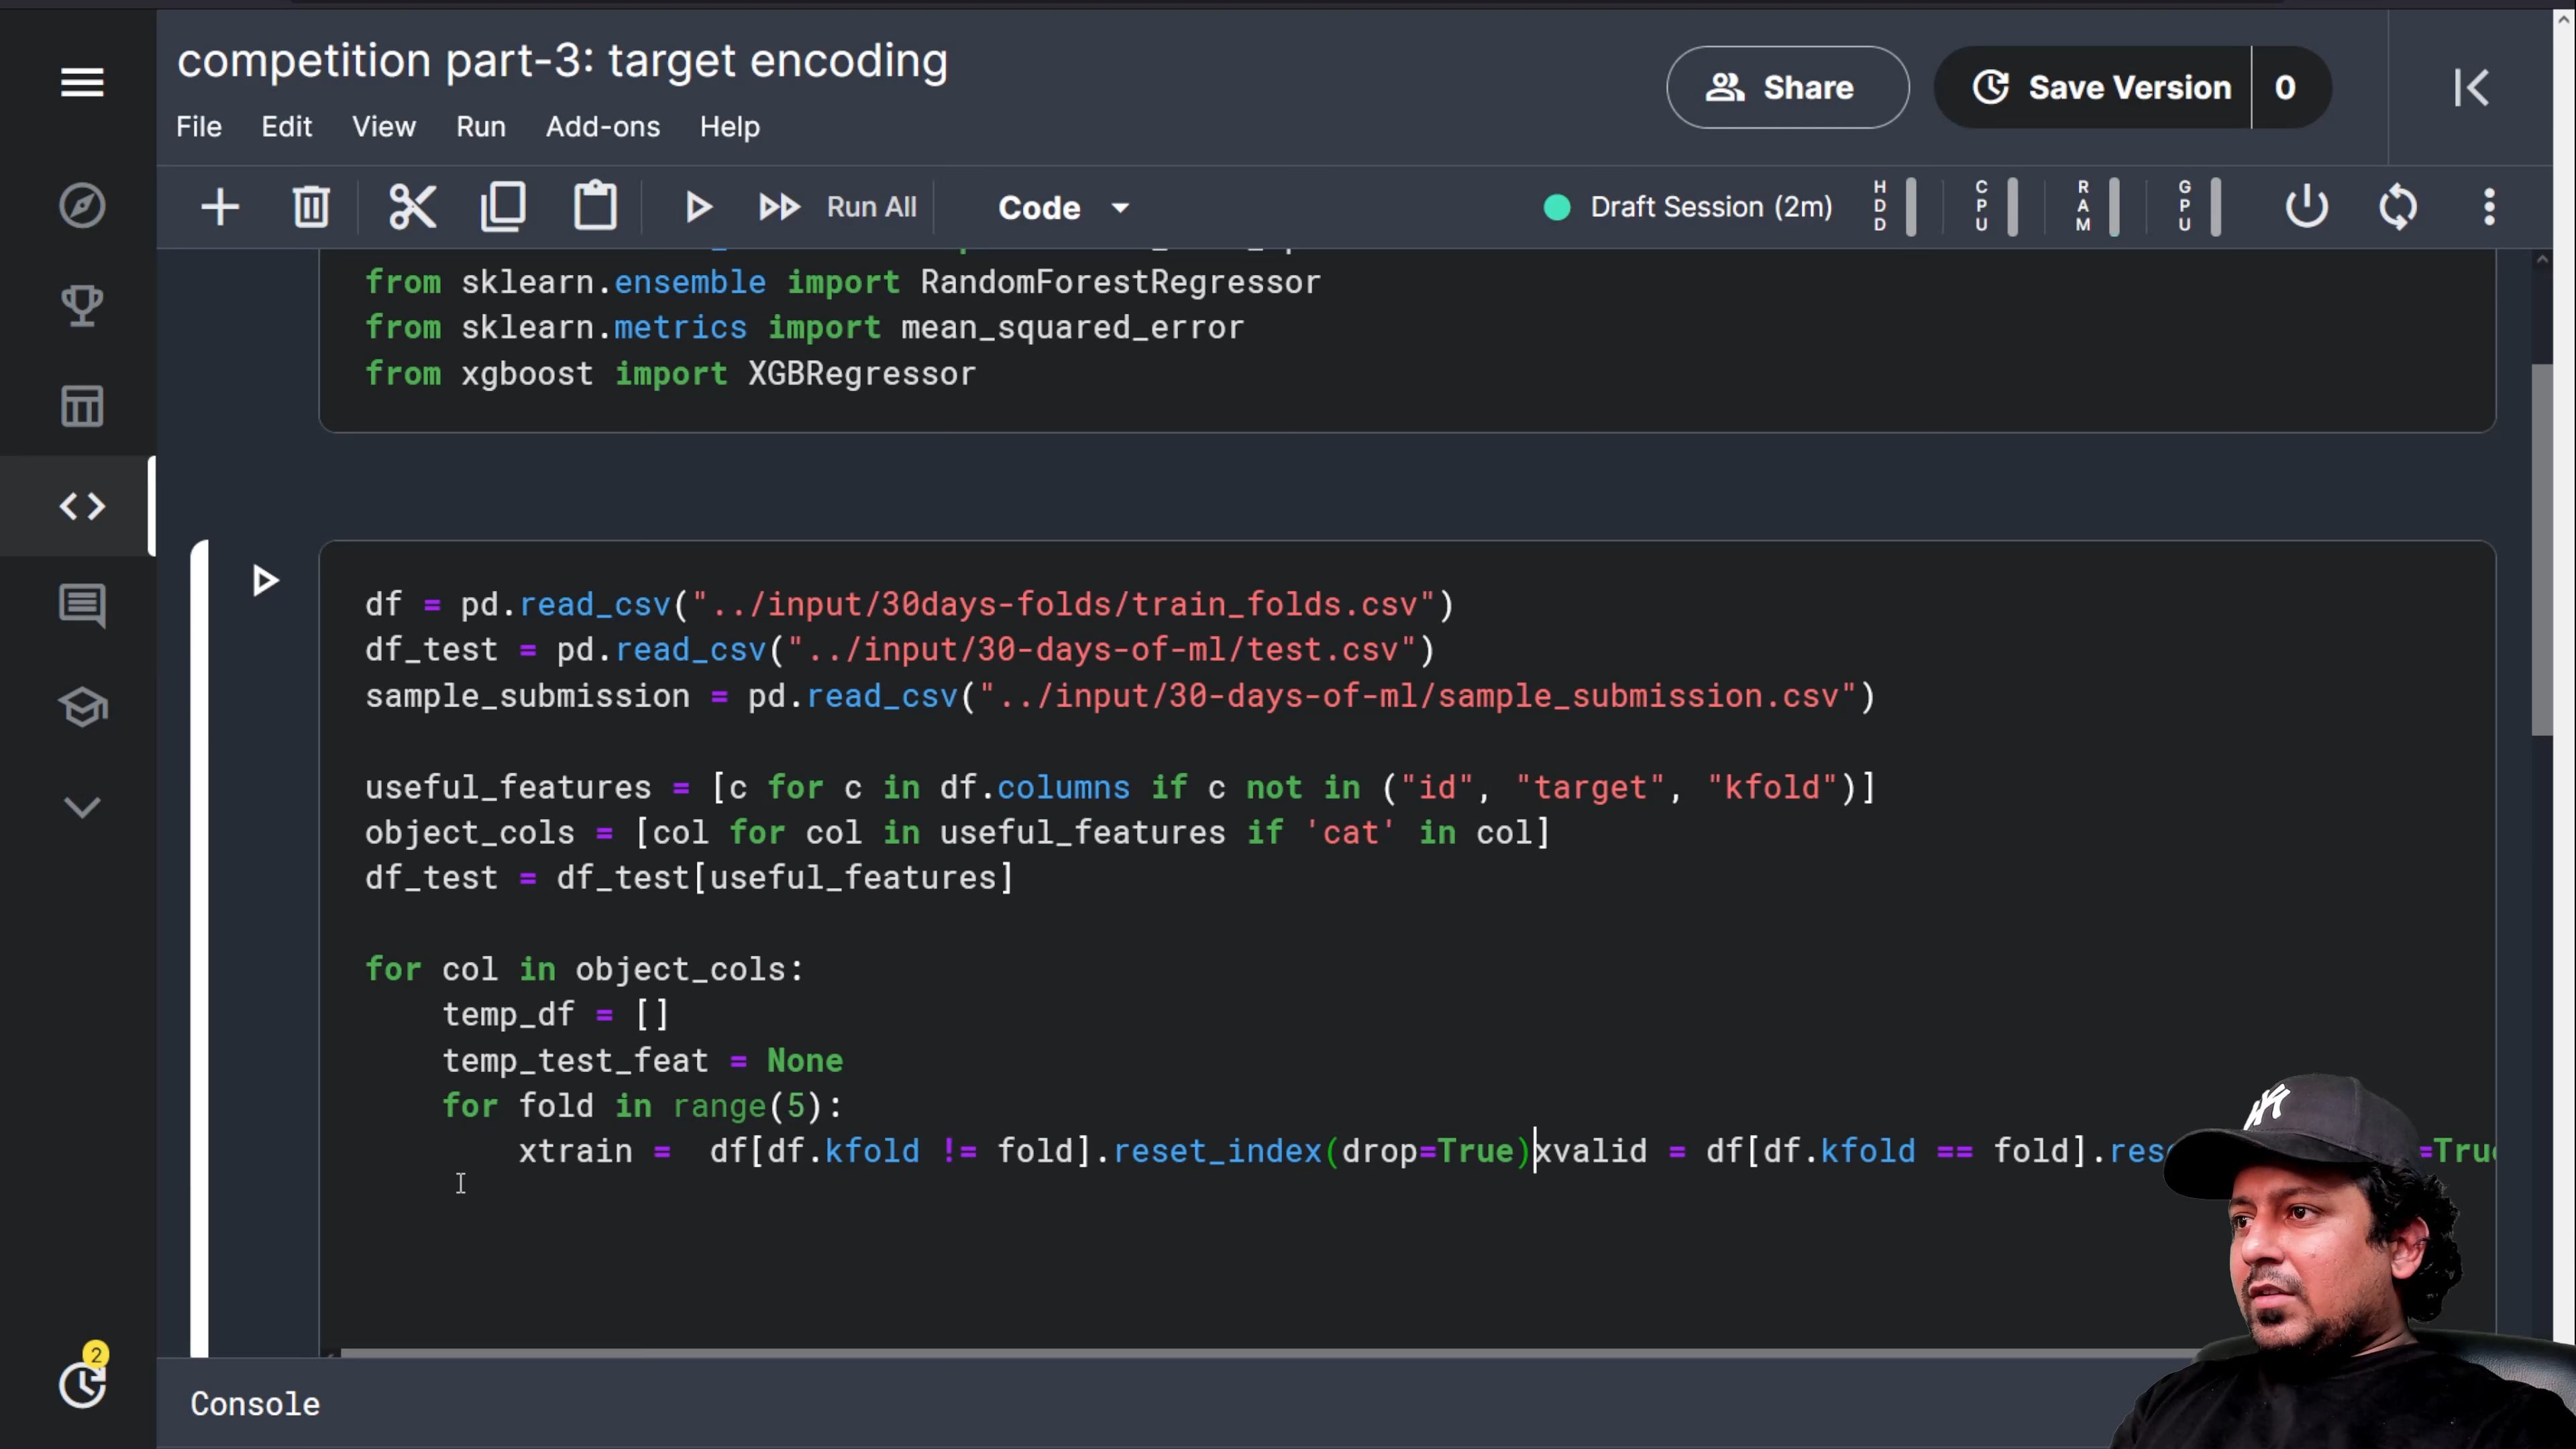 competition part-3: target encoding
Share
Save Version
0
File Edit View Run Add-ons Help
Run All
Code
Draft Session (2m)
HDD
CPU
RAM
GPU
from sklearn.ensemble import RandomForestRegressor
from sklearn.metrics import mean_squared_error
from xgboost import XGBRegressor
df = pd.read_csv("../input/30days-folds/train_folds.csv")
df_test = pd.read_csv("../input/30-days-of-ml/test.csv")
sample_submission = pd.read_csv("../input/30-days-of-ml/sample_submission.csv")
useful_features = [c for c in df.columns if c not in ("id", "target", "kfold")]
object_cols = [col for col in useful_features if 'cat' in col]
df_test = df_test[useful_features]
for col in object_cols:
temp_df = []
temp_test_feat = None
for fold in range(5):
xtrain =  df[df.kfold != fold].reset_index(drop=True)xvalid = df[df.kfold == fold].res =Tru
2
Console